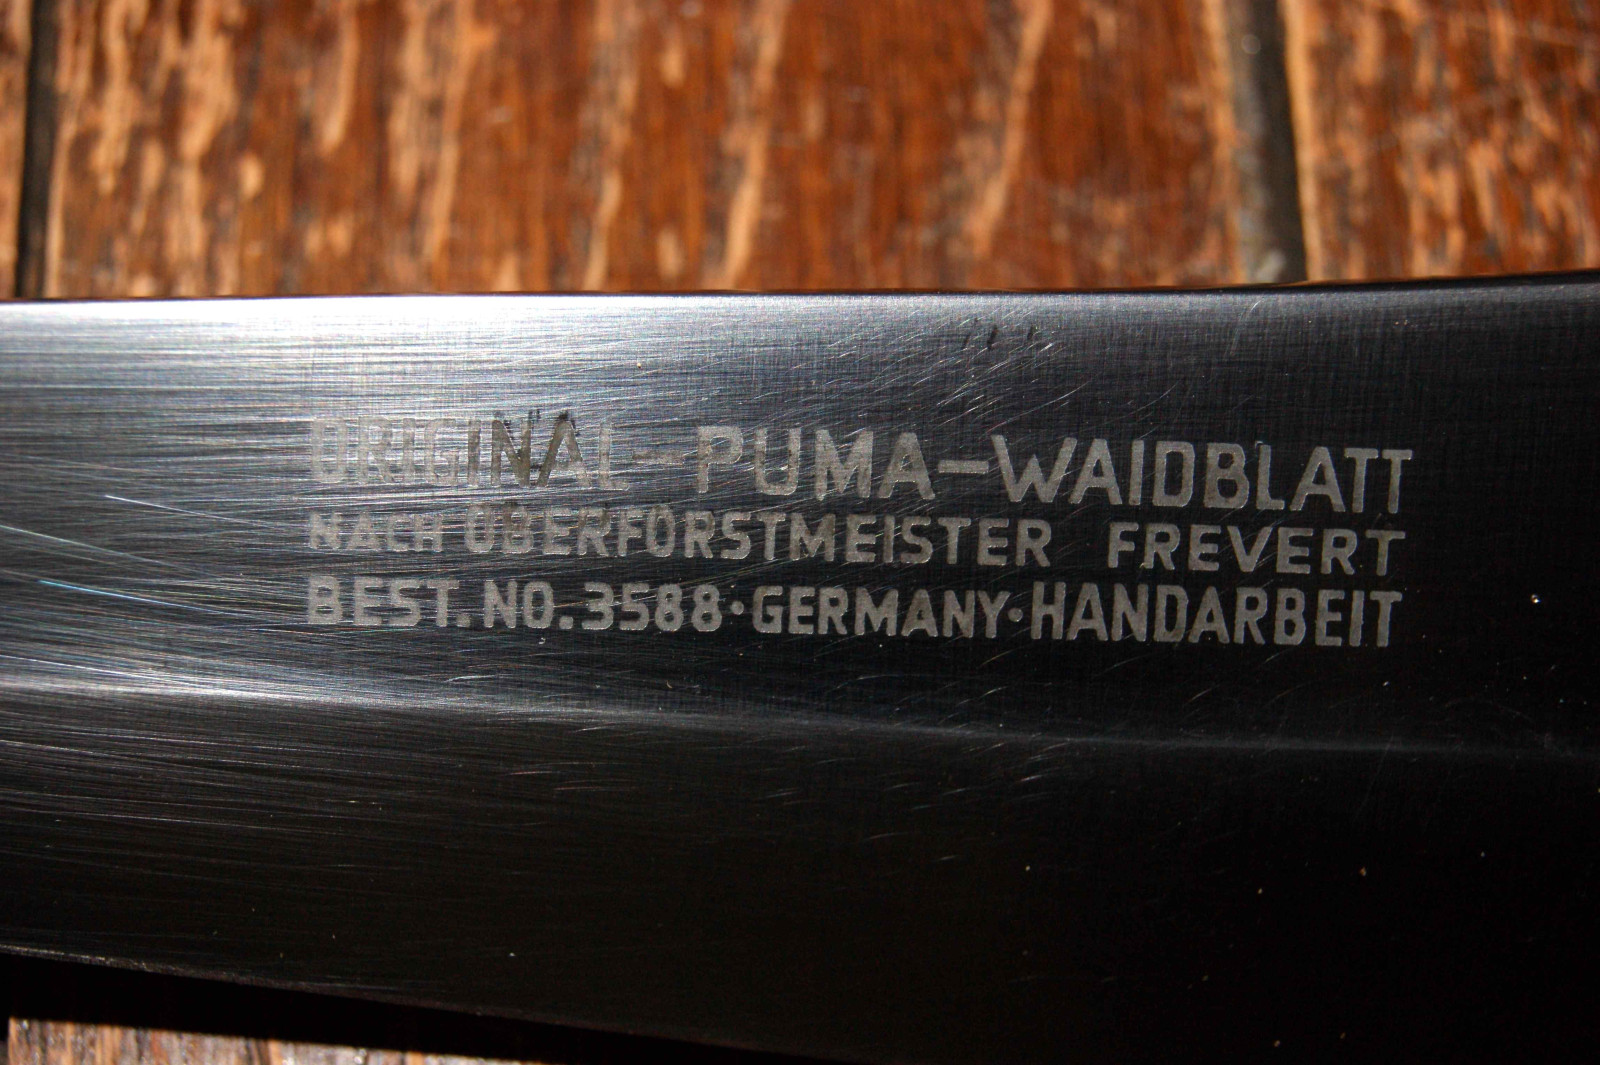 ORIGINAL-PUMA-WAIDBLATT
NACH OBERFORSTMEISTER FREVERT
BEST. NO. 3588·GERMANY·HANDARBEIT